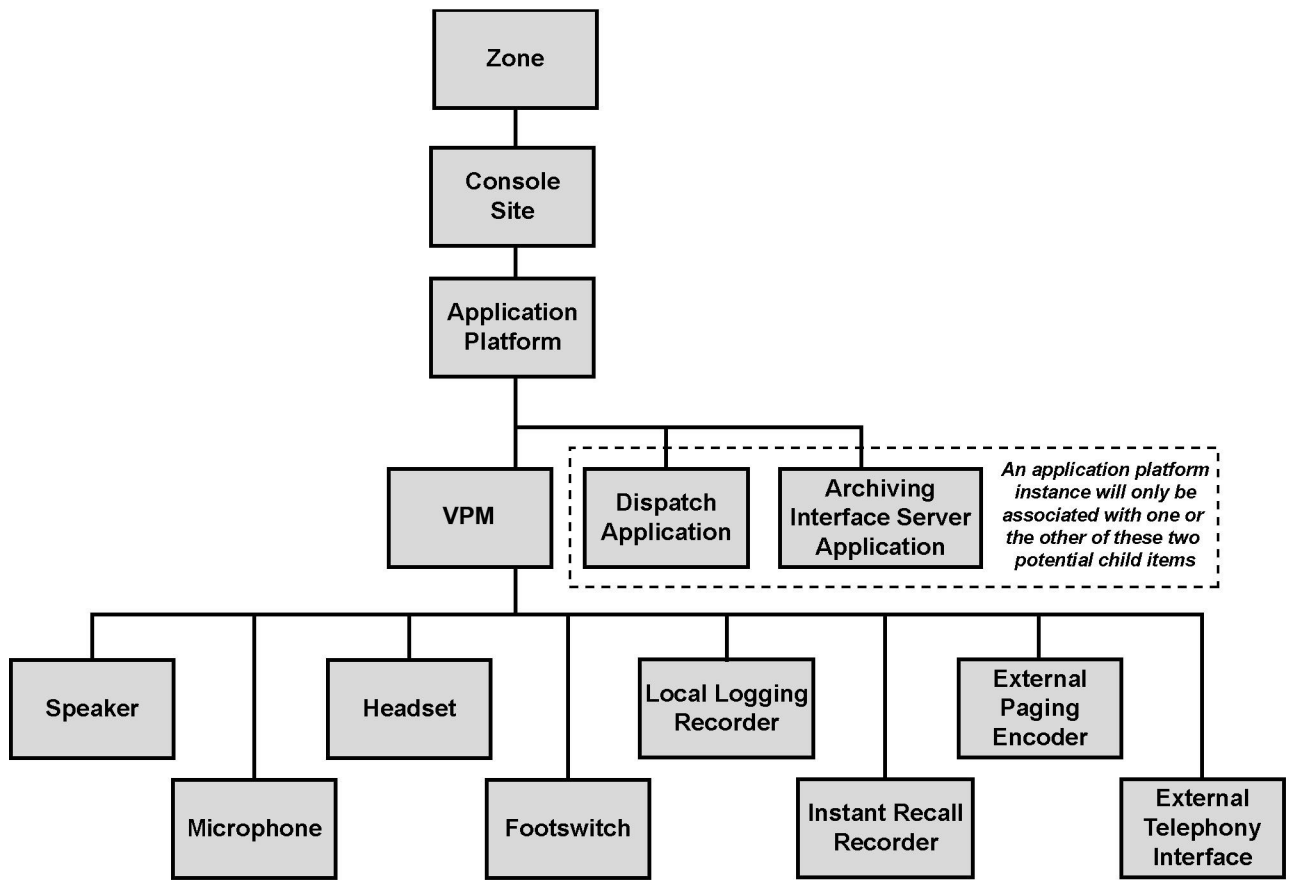 Zone
Console
Site
Application
Platform
VPM
Dispatch
Application
Archiving
Interface Server
Application
An application platform
instance will only be
associated with one or
the other of these two
potential child items
Speaker
Headset
Local Logging
Recorder
External
Paging
Encoder
Microphone
Footswitch
Instant Recall
Recorder
External
Telephony
Interface